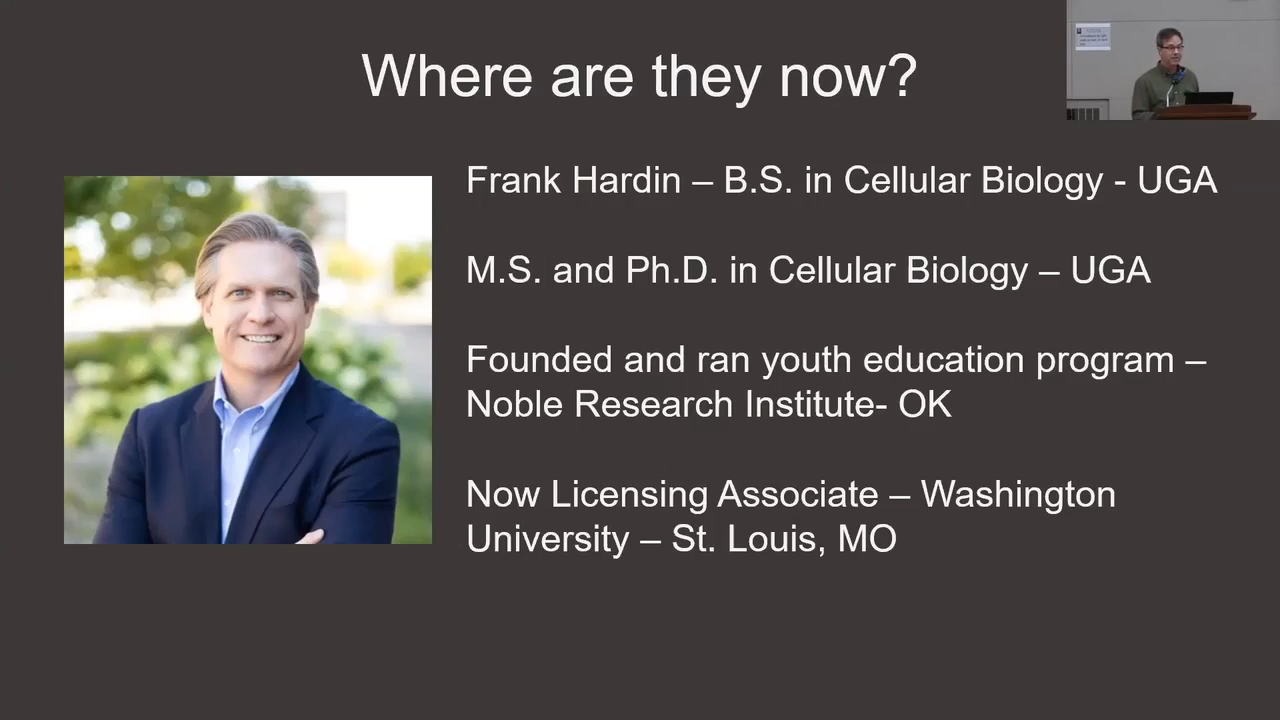 Where are they now?
Frank Hardin – B.S. in Cellular Biology - UGA
M.S. and Ph.D. in Cellular Biology – UGA
Founded and ran youth education program –
Noble Research Institute- OK
Now Licensing Associate – Washington
University – St. Louis, MO